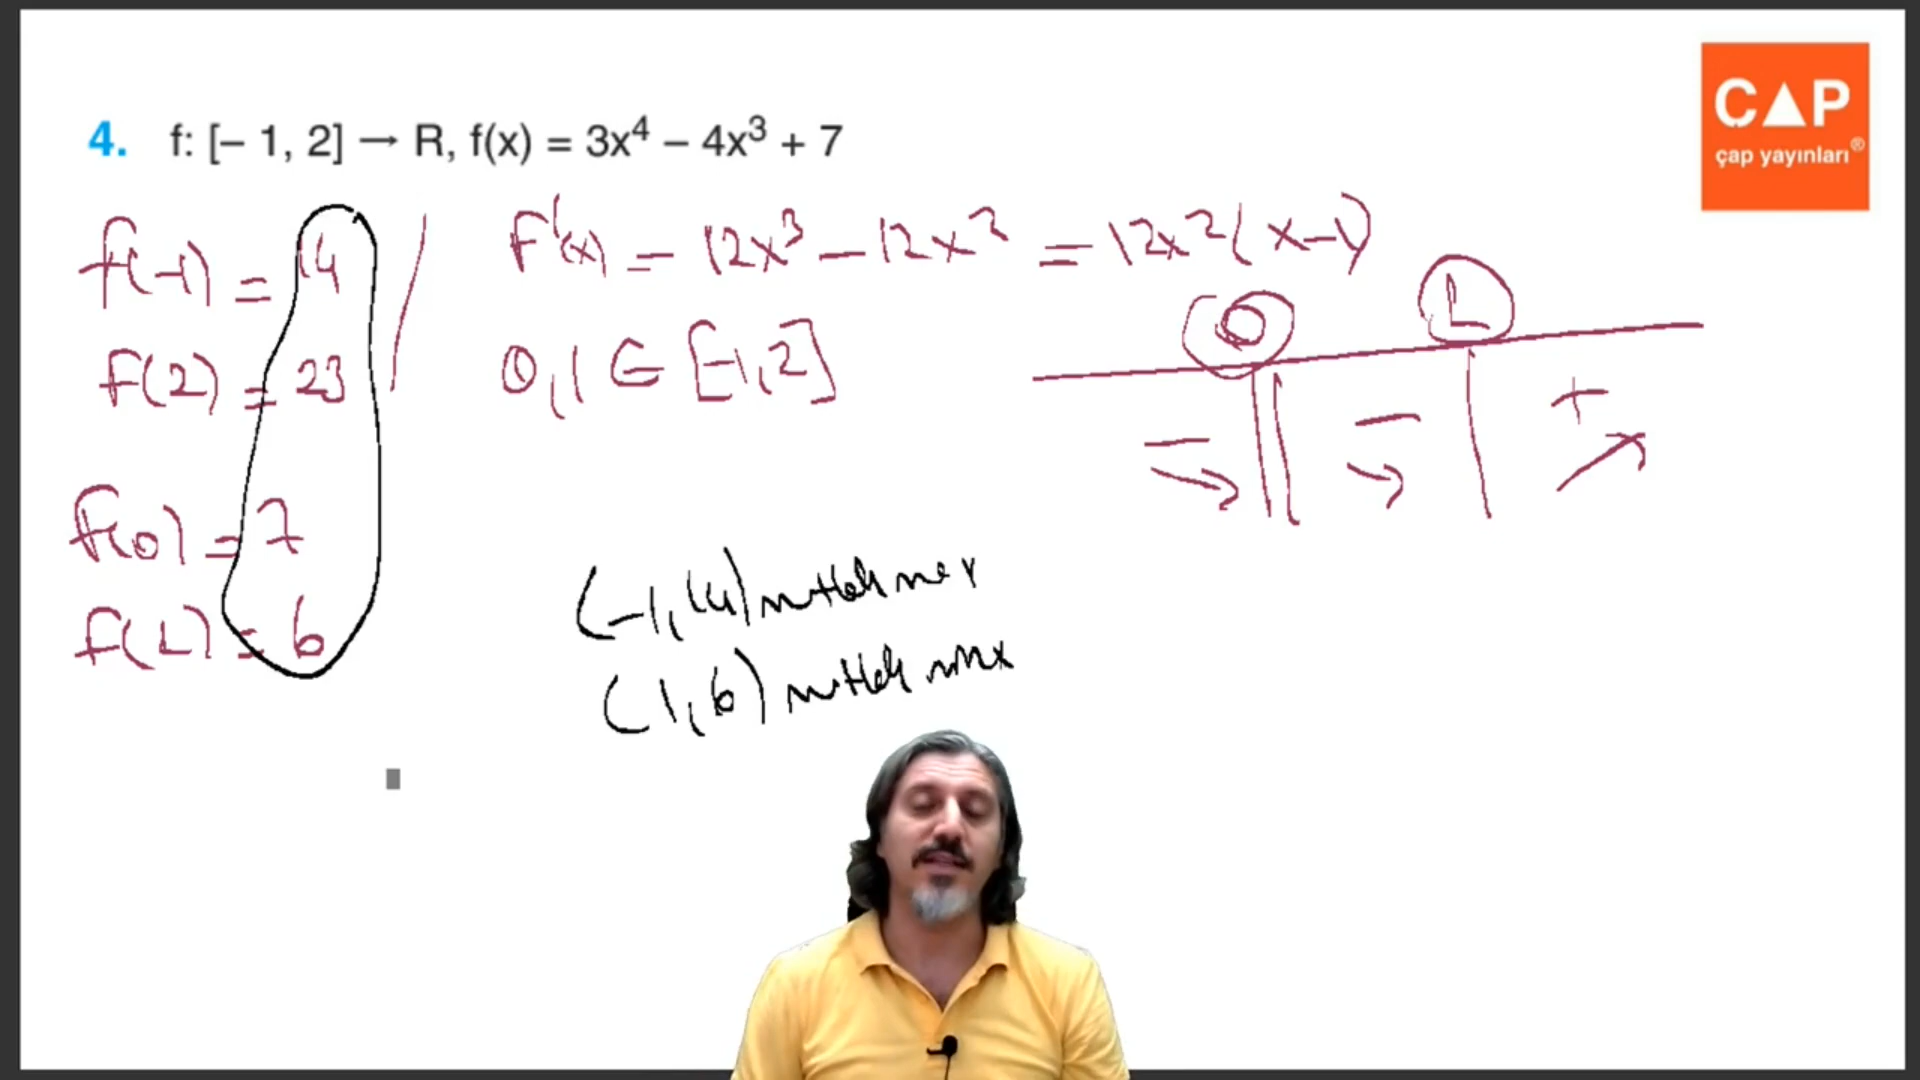 ÇAP
çap yayınları®
4. f: [– 1, 2] → R, f(x) = 3x⁴ – 4x³ + 7
f(-1) = 14
f(2) = 23
f(0) = 7
f(1) = 6
f'(x) = 12x³ - 12x² = 12x²(x-1)
0,1 ∈ [-1,2]
0 1
- - +
(-1,14) mutlak max
(1,6) mutlak